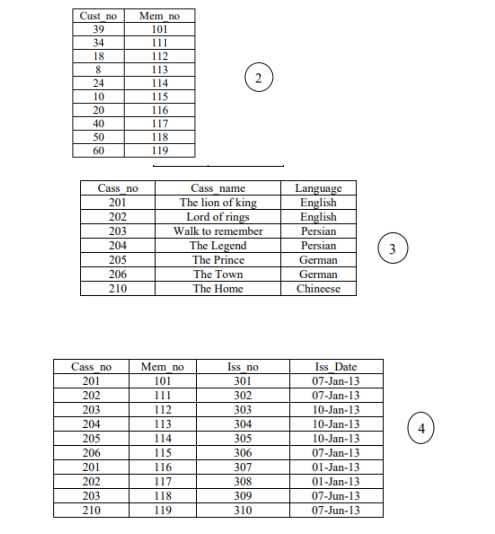 Cust_no Mem_no
39 101
34 111
18 112
8 113
24 114
10 115
20 116
40 117
50 118
60 119
2
Cass_no Cass_name Language
201 The lion of king English
202 Lord of rings English
203 Walk to remember Persian
204 The Legend Persian
205 The Prince German
206 The Town German
210 The Home Chineese
3
Cass_no Mem_no Iss_no Iss_Date
201 101 301 07-Jan-13
202 111 302 07-Jan-13
203 112 303 10-Jan-13
204 113 304 10-Jan-13
205 114 305 10-Jan-13
206 115 306 07-Jan-13
201 116 307 01-Jan-13
202 117 308 01-Jan-13
203 118 309 07-Jun-13
210 119 310 07-Jun-13
4